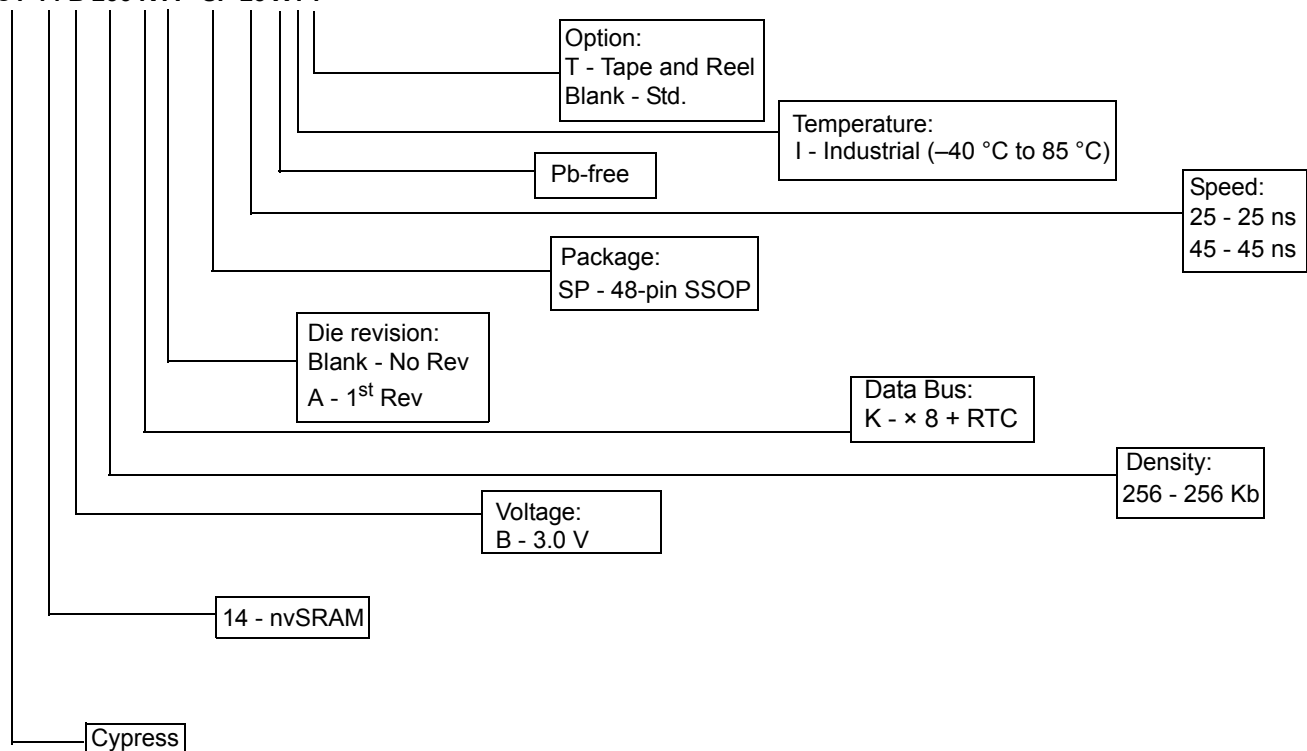 Option:
T - Tape and Reel
Blank - Std.
Temperature:
I - Industrial (–40 °C to 85 °C)
Pb-free
Speed:
25 - 25 ns
45 - 45 ns
Package:
SP - 48-pin SSOP
Die revision:
Blank - No Rev
A - 1st Rev
Data Bus:
K - × 8 + RTC
Density:
256 - 256 Kb
Voltage:
B - 3.0 V
14 - nvSRAM
Cypress